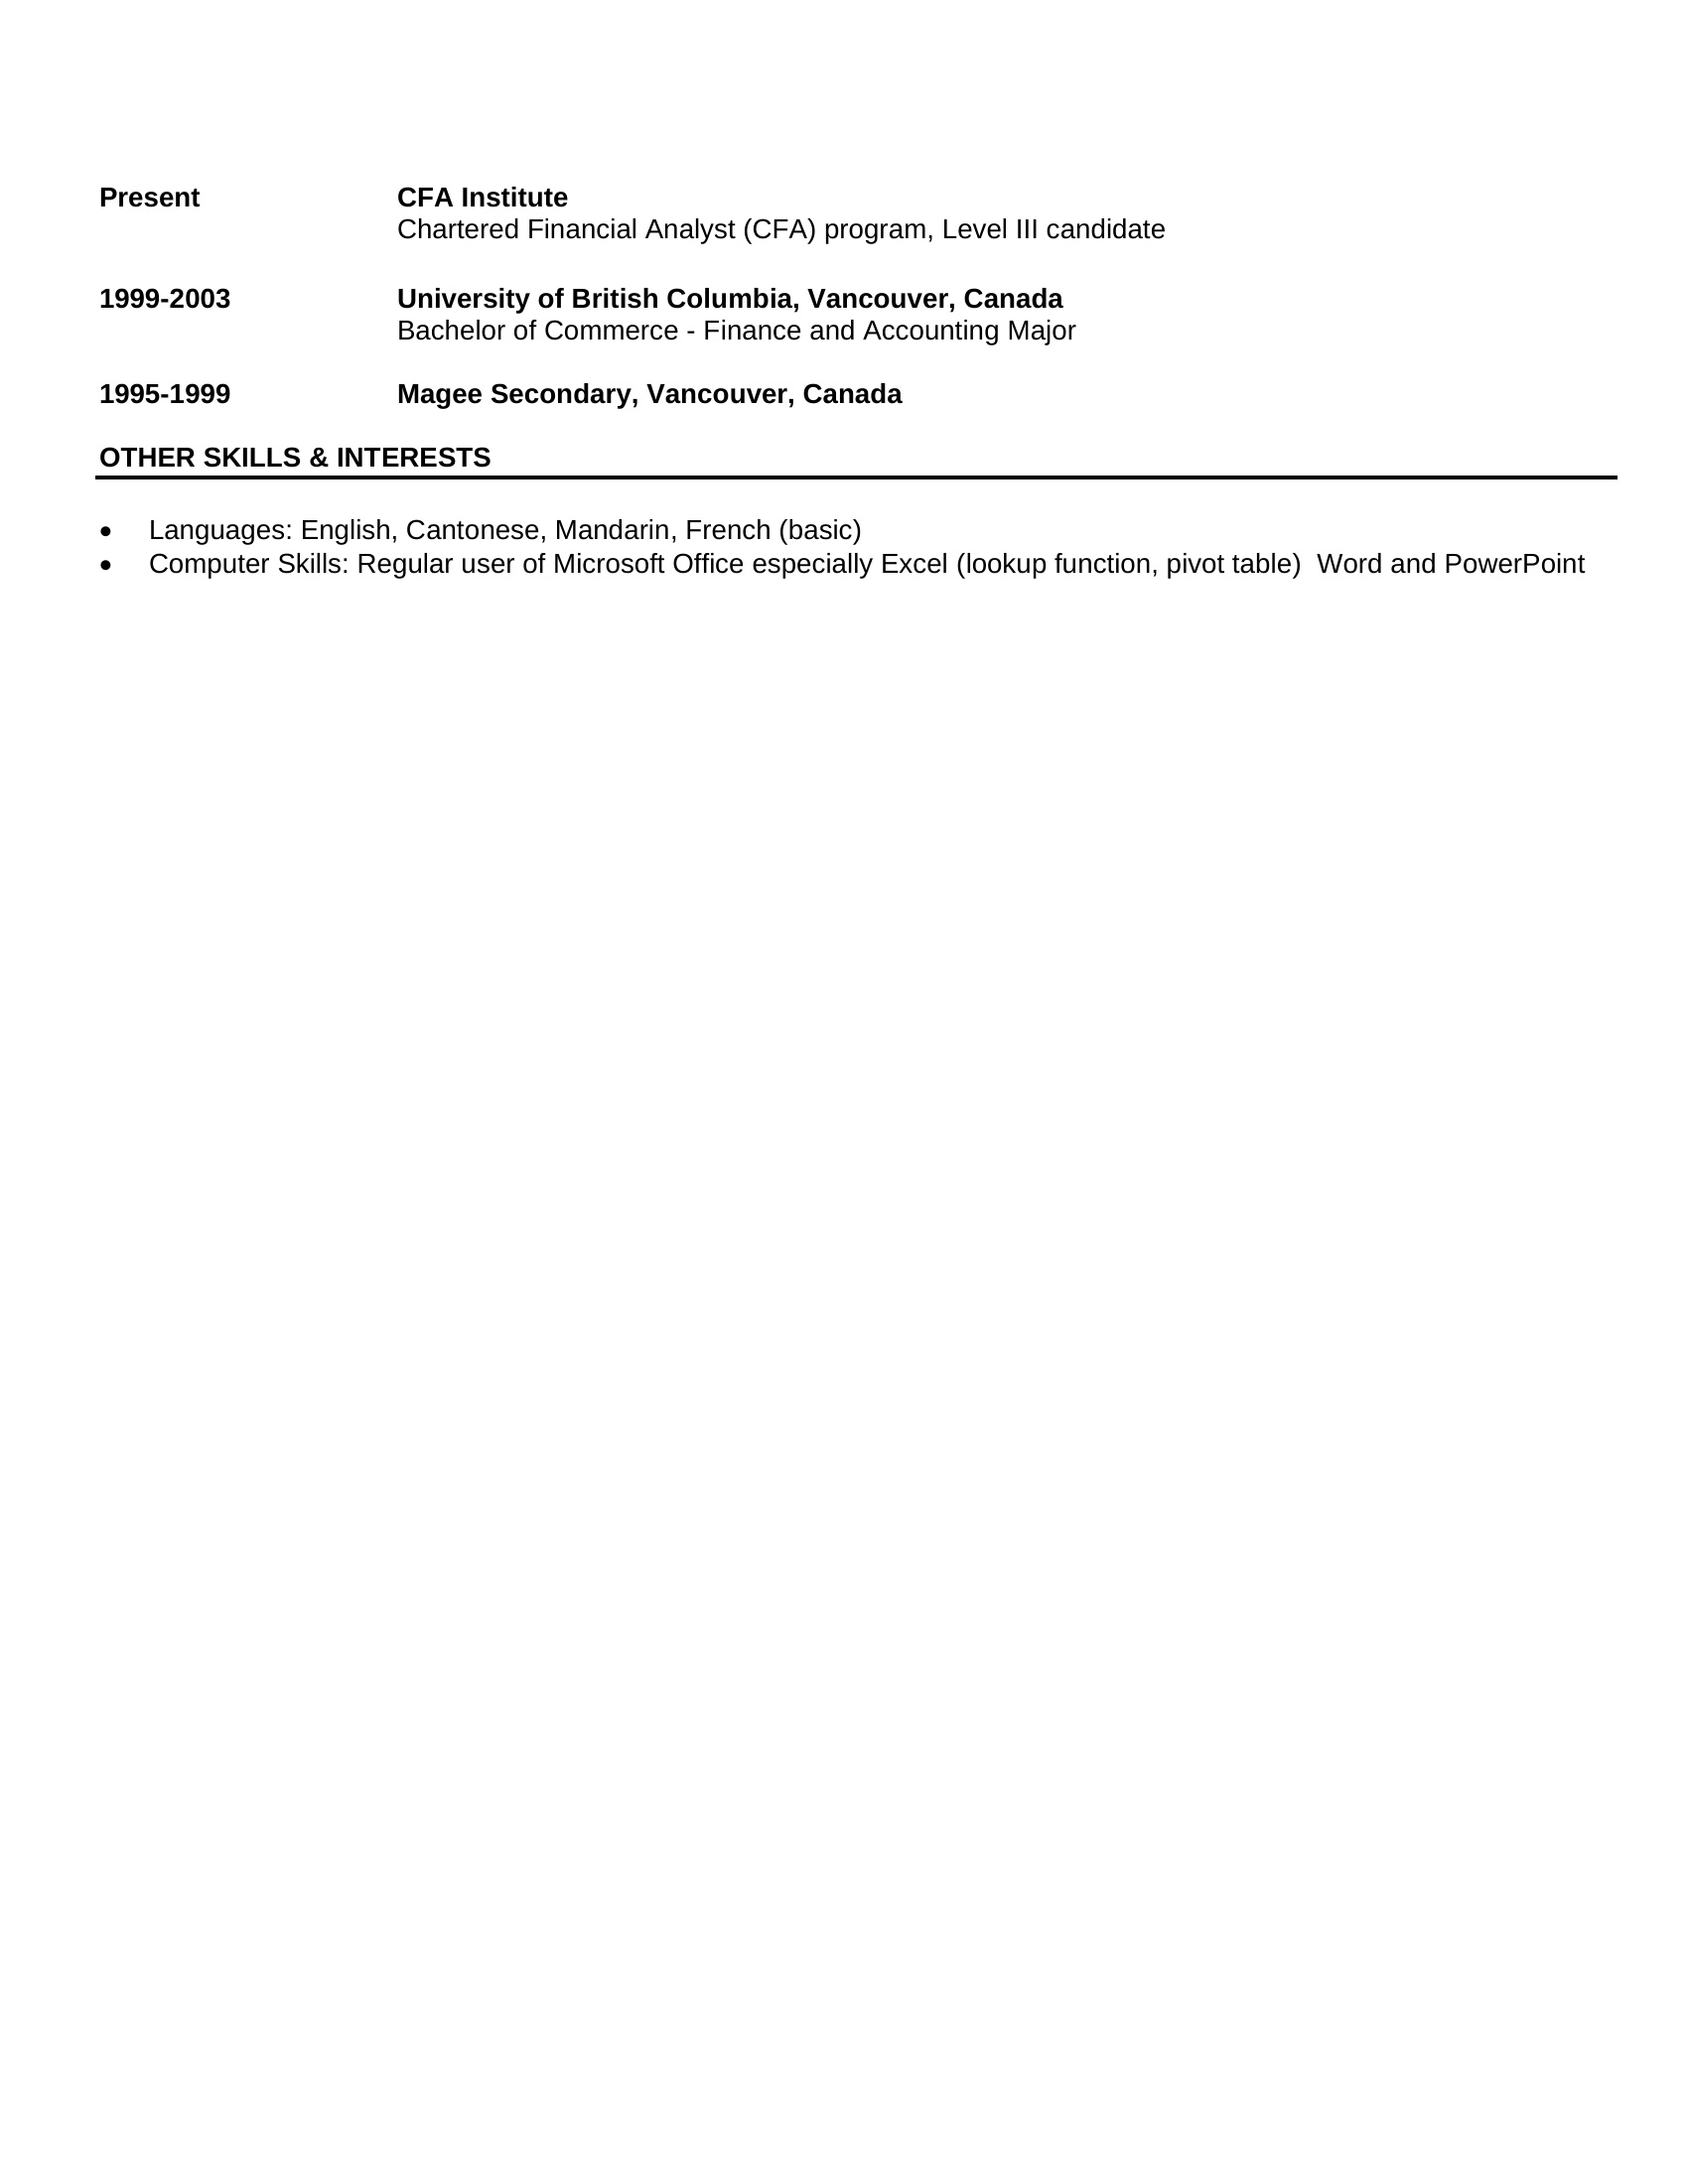 Present CFA Institute
Chartered Financial Analyst (CFA) program, Level III candidate
1999-2003 University of British Columbia, Vancouver, Canada
Bachelor of Commerce - Finance and Accounting Major
1995-1999 Magee Secondary, Vancouver, Canada
OTHER SKILLS & INTERESTS
• Languages: English, Cantonese, Mandarin, French (basic)
• Computer Skills: Regular user of Microsoft Office especially Excel (lookup function, pivot table)  Word and PowerPoint